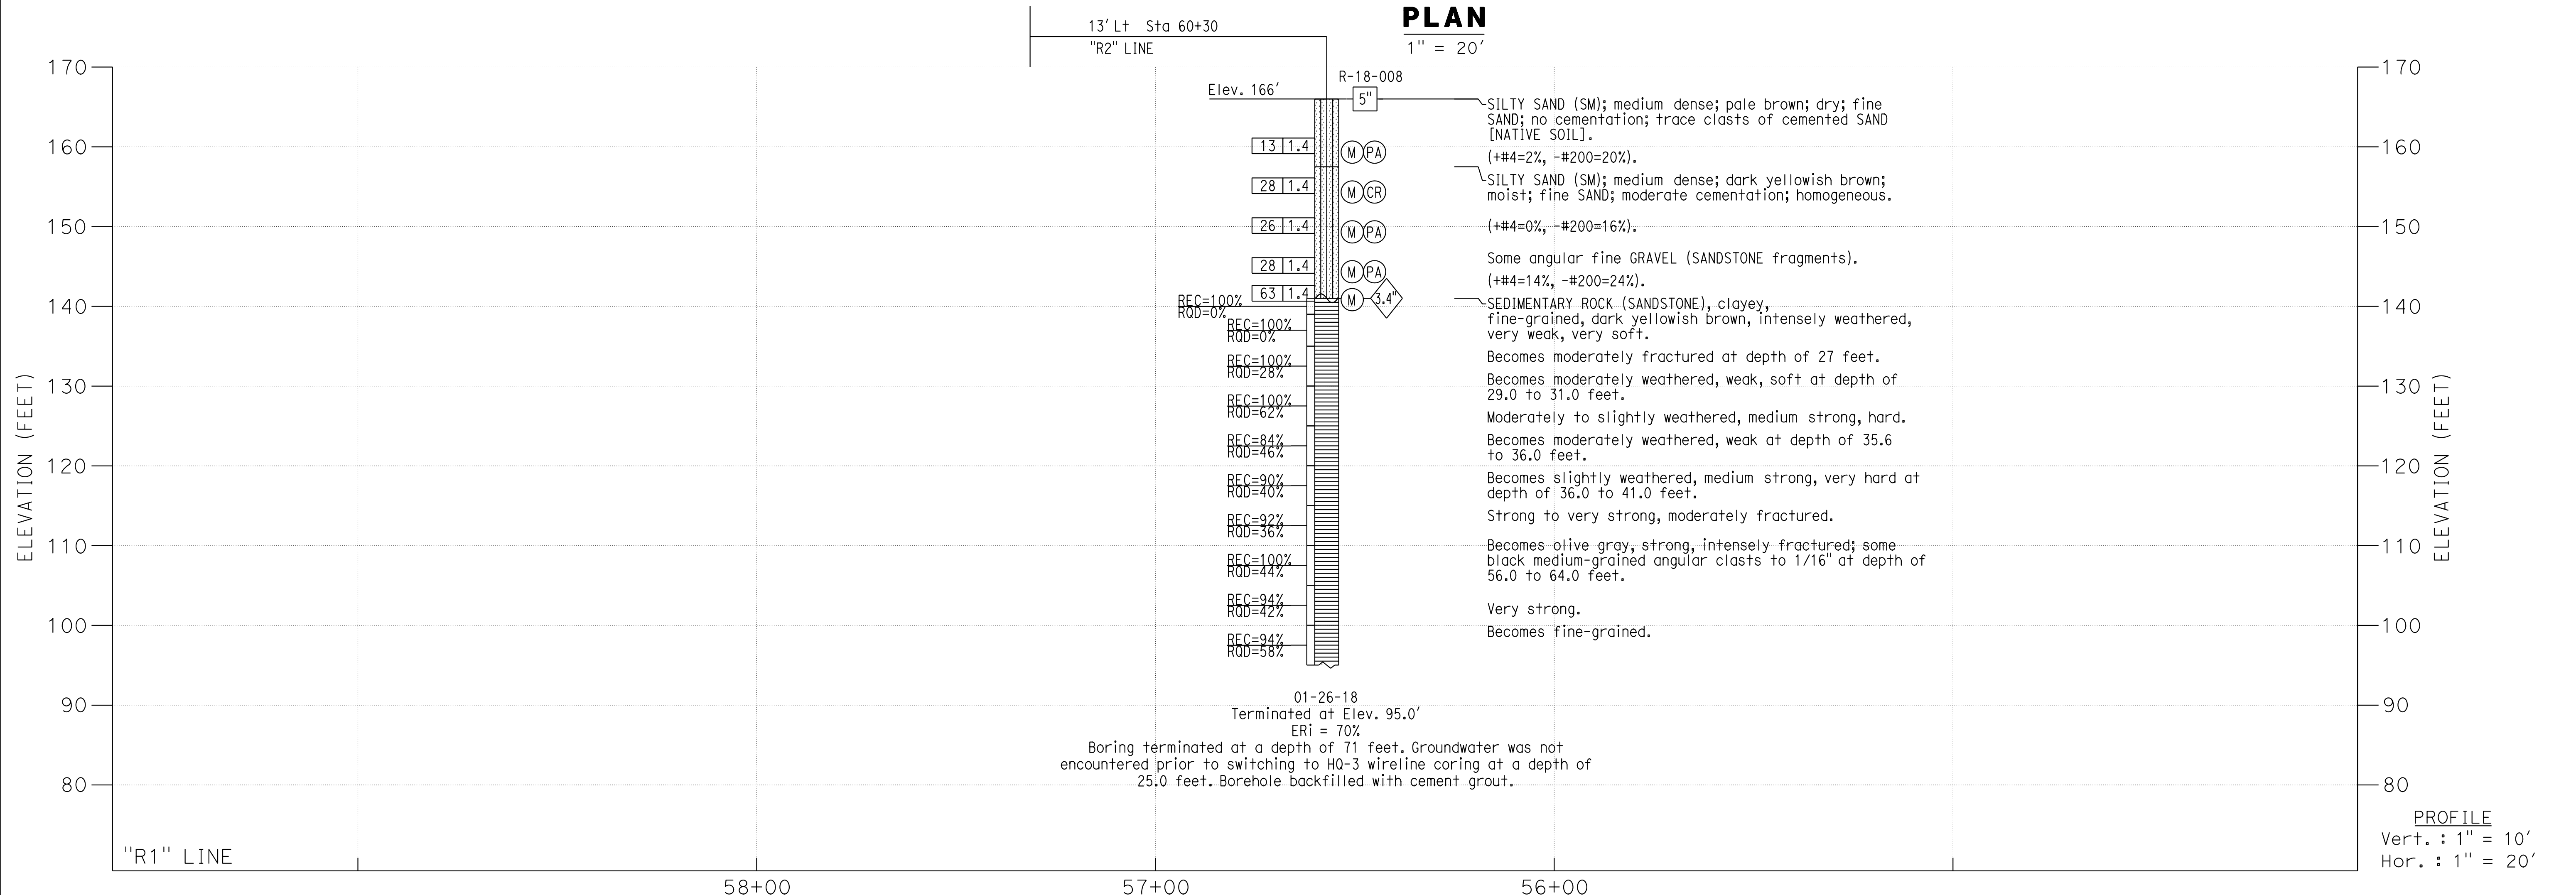 PLAN
1" = 20'
13' Lt Sta 60+30
"R2" LINE
R-18-008
Elev. 166'
5"
170
160
150
140
130
120
110
100
90
80
ELEVATION (FEET)
13 1.4
28 1.4
26 1.4
28 1.4
63 1.4
M PA
M CR
M PA
M PA
M 3.4"
REC=100%
RQD=0%
REC=100%
RQD=0%
REC=100%
RQD=28%
REC=100%
RQD=62%
REC=84%
RQD=46%
REC=90%
RQD=40%
REC=92%
RQD=36%
REC=100%
RQD=44%
REC=94%
RQD=42%
REC=94%
RQD=58%
SILTY SAND (SM); medium dense; pale brown; dry; fine
SAND; no cementation; trace clasts of cemented SAND
[NATIVE SOIL].
(+#4=2%, -#200=20%).
SILTY SAND (SM); medium dense; dark yellowish brown;
moist; fine SAND; moderate cementation; homogeneous.
(+#4=0%, -#200=16%).
Some angular fine GRAVEL (SANDSTONE fragments).
(+#4=14%, -#200=24%).
SEDIMENTARY ROCK (SANDSTONE), clayey,
fine-grained, dark yellowish brown, intensely weathered,
very weak, very soft.
Becomes moderately fractured at depth of 27 feet.
Becomes moderately weathered, weak, soft at depth of
29.0 to 31.0 feet.
Moderately to slightly weathered, medium strong, hard.
Becomes moderately weathered, weak at depth of 35.6
to 36.0 feet.
Becomes slightly weathered, medium strong, very hard at
depth of 36.0 to 41.0 feet.
Strong to very strong, moderately fractured.
Becomes olive gray, strong, intensely fractured; some
black medium-grained angular clasts to 1/16" at depth of
56.0 to 64.0 feet.
Very strong.
Becomes fine-grained.
01-26-18
Terminated at Elev. 95.0'
ERi = 70%
Boring terminated at a depth of 71 feet. Groundwater was not
encountered prior to switching to HQ-3 wireline coring at a depth of
25.0 feet. Borehole backfilled with cement grout.
170
160
150
140
130
120
110
100
90
80
ELEVATION (FEET)
PROFILE
Vert. : 1" = 10'
Hor. : 1" = 20'
"R1" LINE
58+00
57+00
56+00